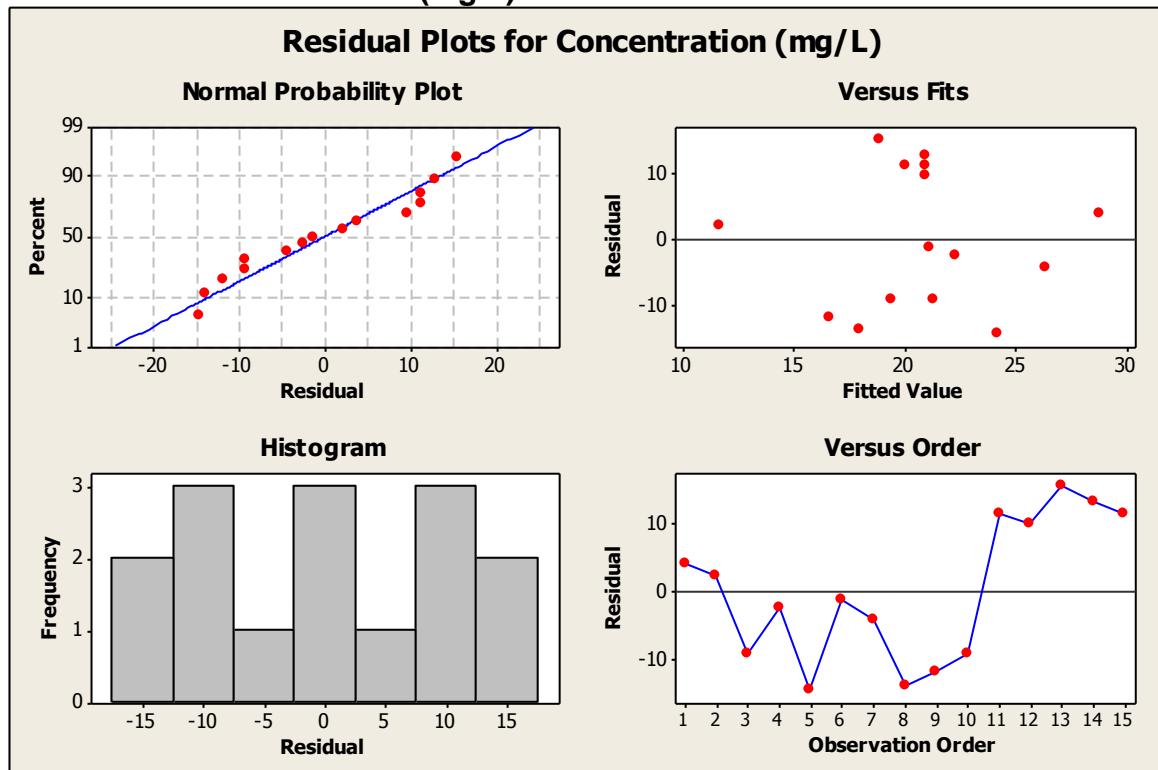 Residual Plots for Concentration (mg/L)
Normal Probability Plot
99
90
50
10
1
Percent
-20 -10 0 10 20
Residual
Versus Fits
10
0
-10
Residual
10 15 20 25 30
Fitted Value
Histogram
3
2
1
0
Frequency
-15 -10 -5 0 5 10 15
Residual
Versus Order
10
0
-10
Residual
1 2 3 4 5 6 7 8 9 10 11 12 13 14 15
Observation Order